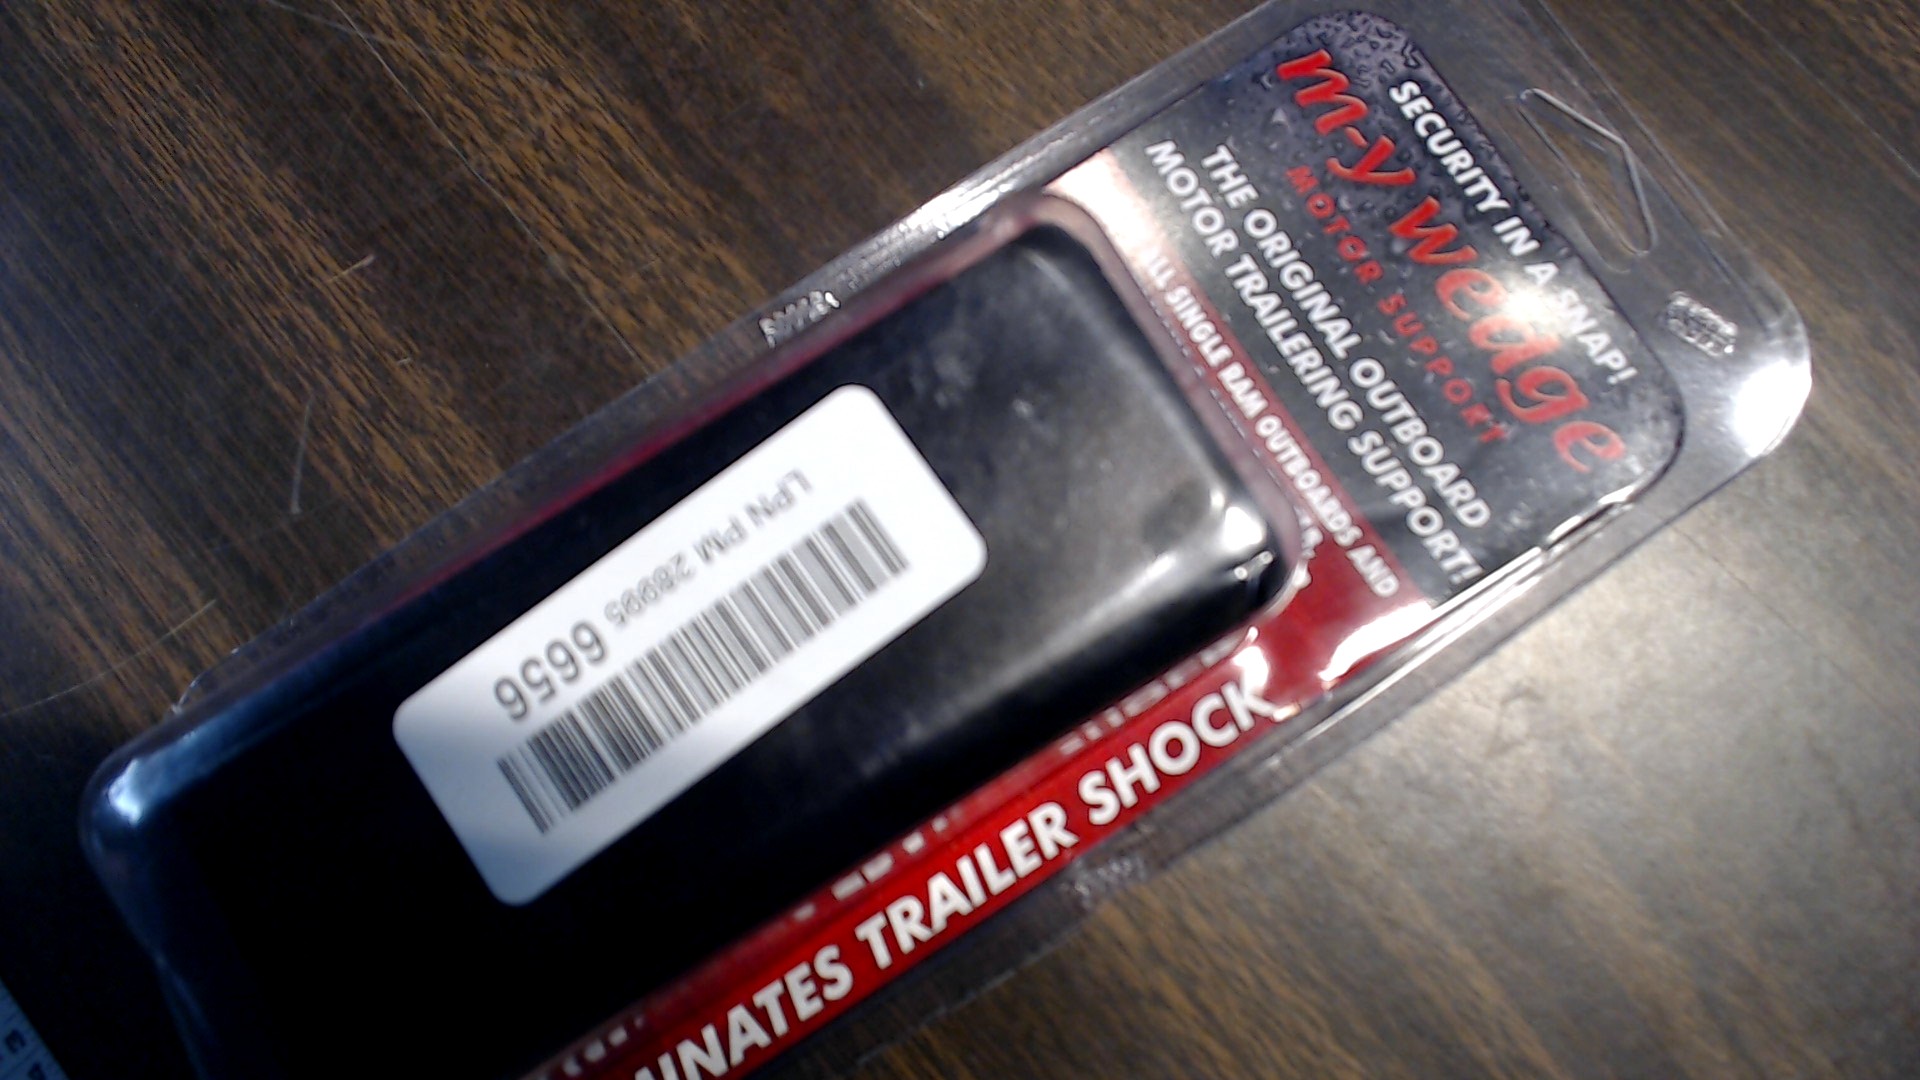 SECURITY IN A SNAP!
m-y wedge
MOTOR SUPPORT
THE ORIGINAL OUTBOARD
MOTOR TRAILERING SUPPORT!
SINGLE RAM OUTBOARDS AND
TRAILER SHOCK
LPN PM 28995 6656